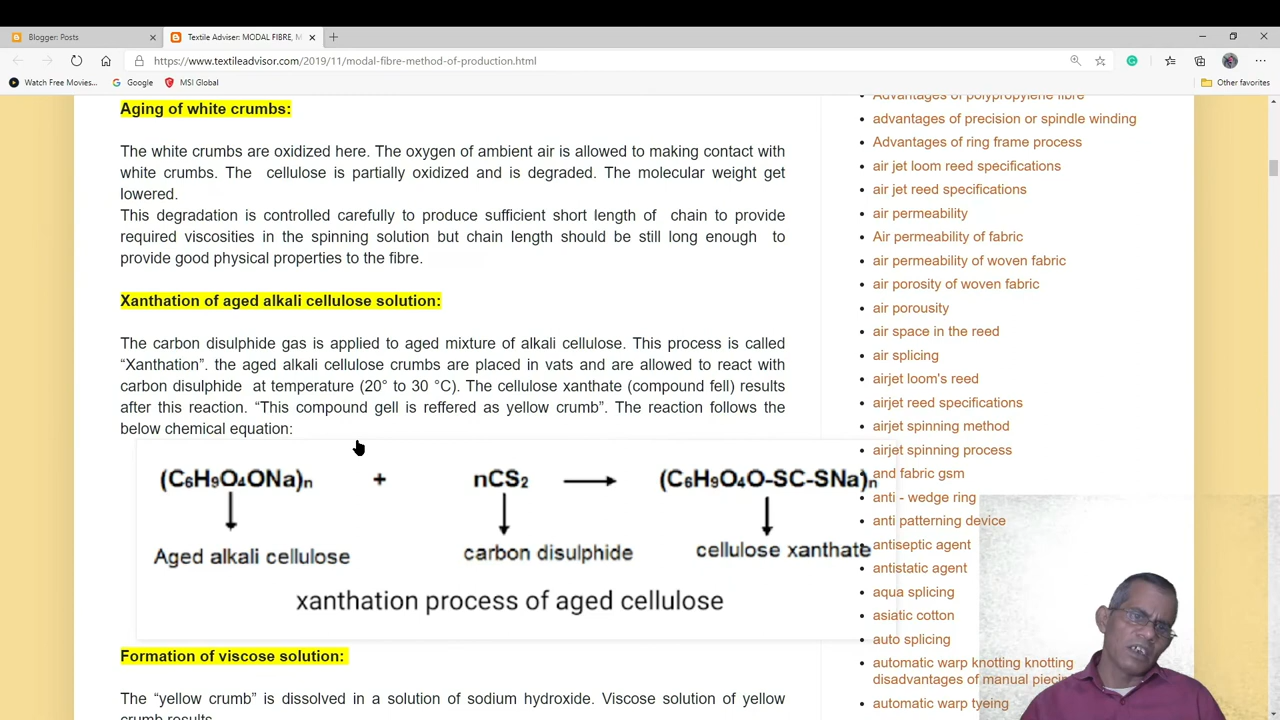 Blogger: Posts
Textile Adviser: MODAL FIBRE, M
https://www.textileadvisor.com/2019/11/modal-fibre-method-of-production.html
Watch Free Movies...
Google
MSI Global
Other favorites
Aging of white crumbs:
The white crumbs are oxidized here. The oxygen of ambient air is allowed to making contact with
white crumbs. The cellulose is partially oxidized and is degraded. The molecular weight get
lowered.
This degradation is controlled carefully to produce sufficient short length of chain to provide
required viscosities in the spinning solution but chain length should be still long enough to
provide good physical properties to the fibre.
Xanthation of aged alkali cellulose solution:
The carbon disulphide gas is applied to aged mixture of alkali cellulose. This process is called
“Xanthation”. the aged alkali cellulose crumbs are placed in vats and are allowed to react with
carbon disulphide at temperature (20° to 30 °C). The cellulose xanthate (compound fell) results
after this reaction. “This compound gell is reffered as yellow crumb”. The reaction follows the
below chemical equation:
(C6H9O4ONa)n + nCS2 → (C6H9O4O-SC-SNa)n
Aged alkali cellulose carbon disulphide cellulose xanthate
xanthation process of aged cellulose
Formation of viscose solution:
The “yellow crumb” is dissolved in a solution of sodium hydroxide. Viscose solution of yellow
crumb results.
Advantages of polypropylene fibre
advantages of precision or spindle winding
Advantages of ring frame process
air jet loom reed specifications
air jet reed specifications
air permeability
Air permeability of fabric
air permeability of woven fabric
air porosity of woven fabric
air porousity
air space in the reed
air splicing
airjet loom's reed
airjet reed specifications
airjet spinning method
airjet spinning process
and fabric gsm
anti - wedge ring
anti patterning device
antiseptic agent
antistatic agent
aqua splicing
asiatic cotton
auto splicing
automatic warp knotting knotting
disadvantages of manual
automatic warp tyeing